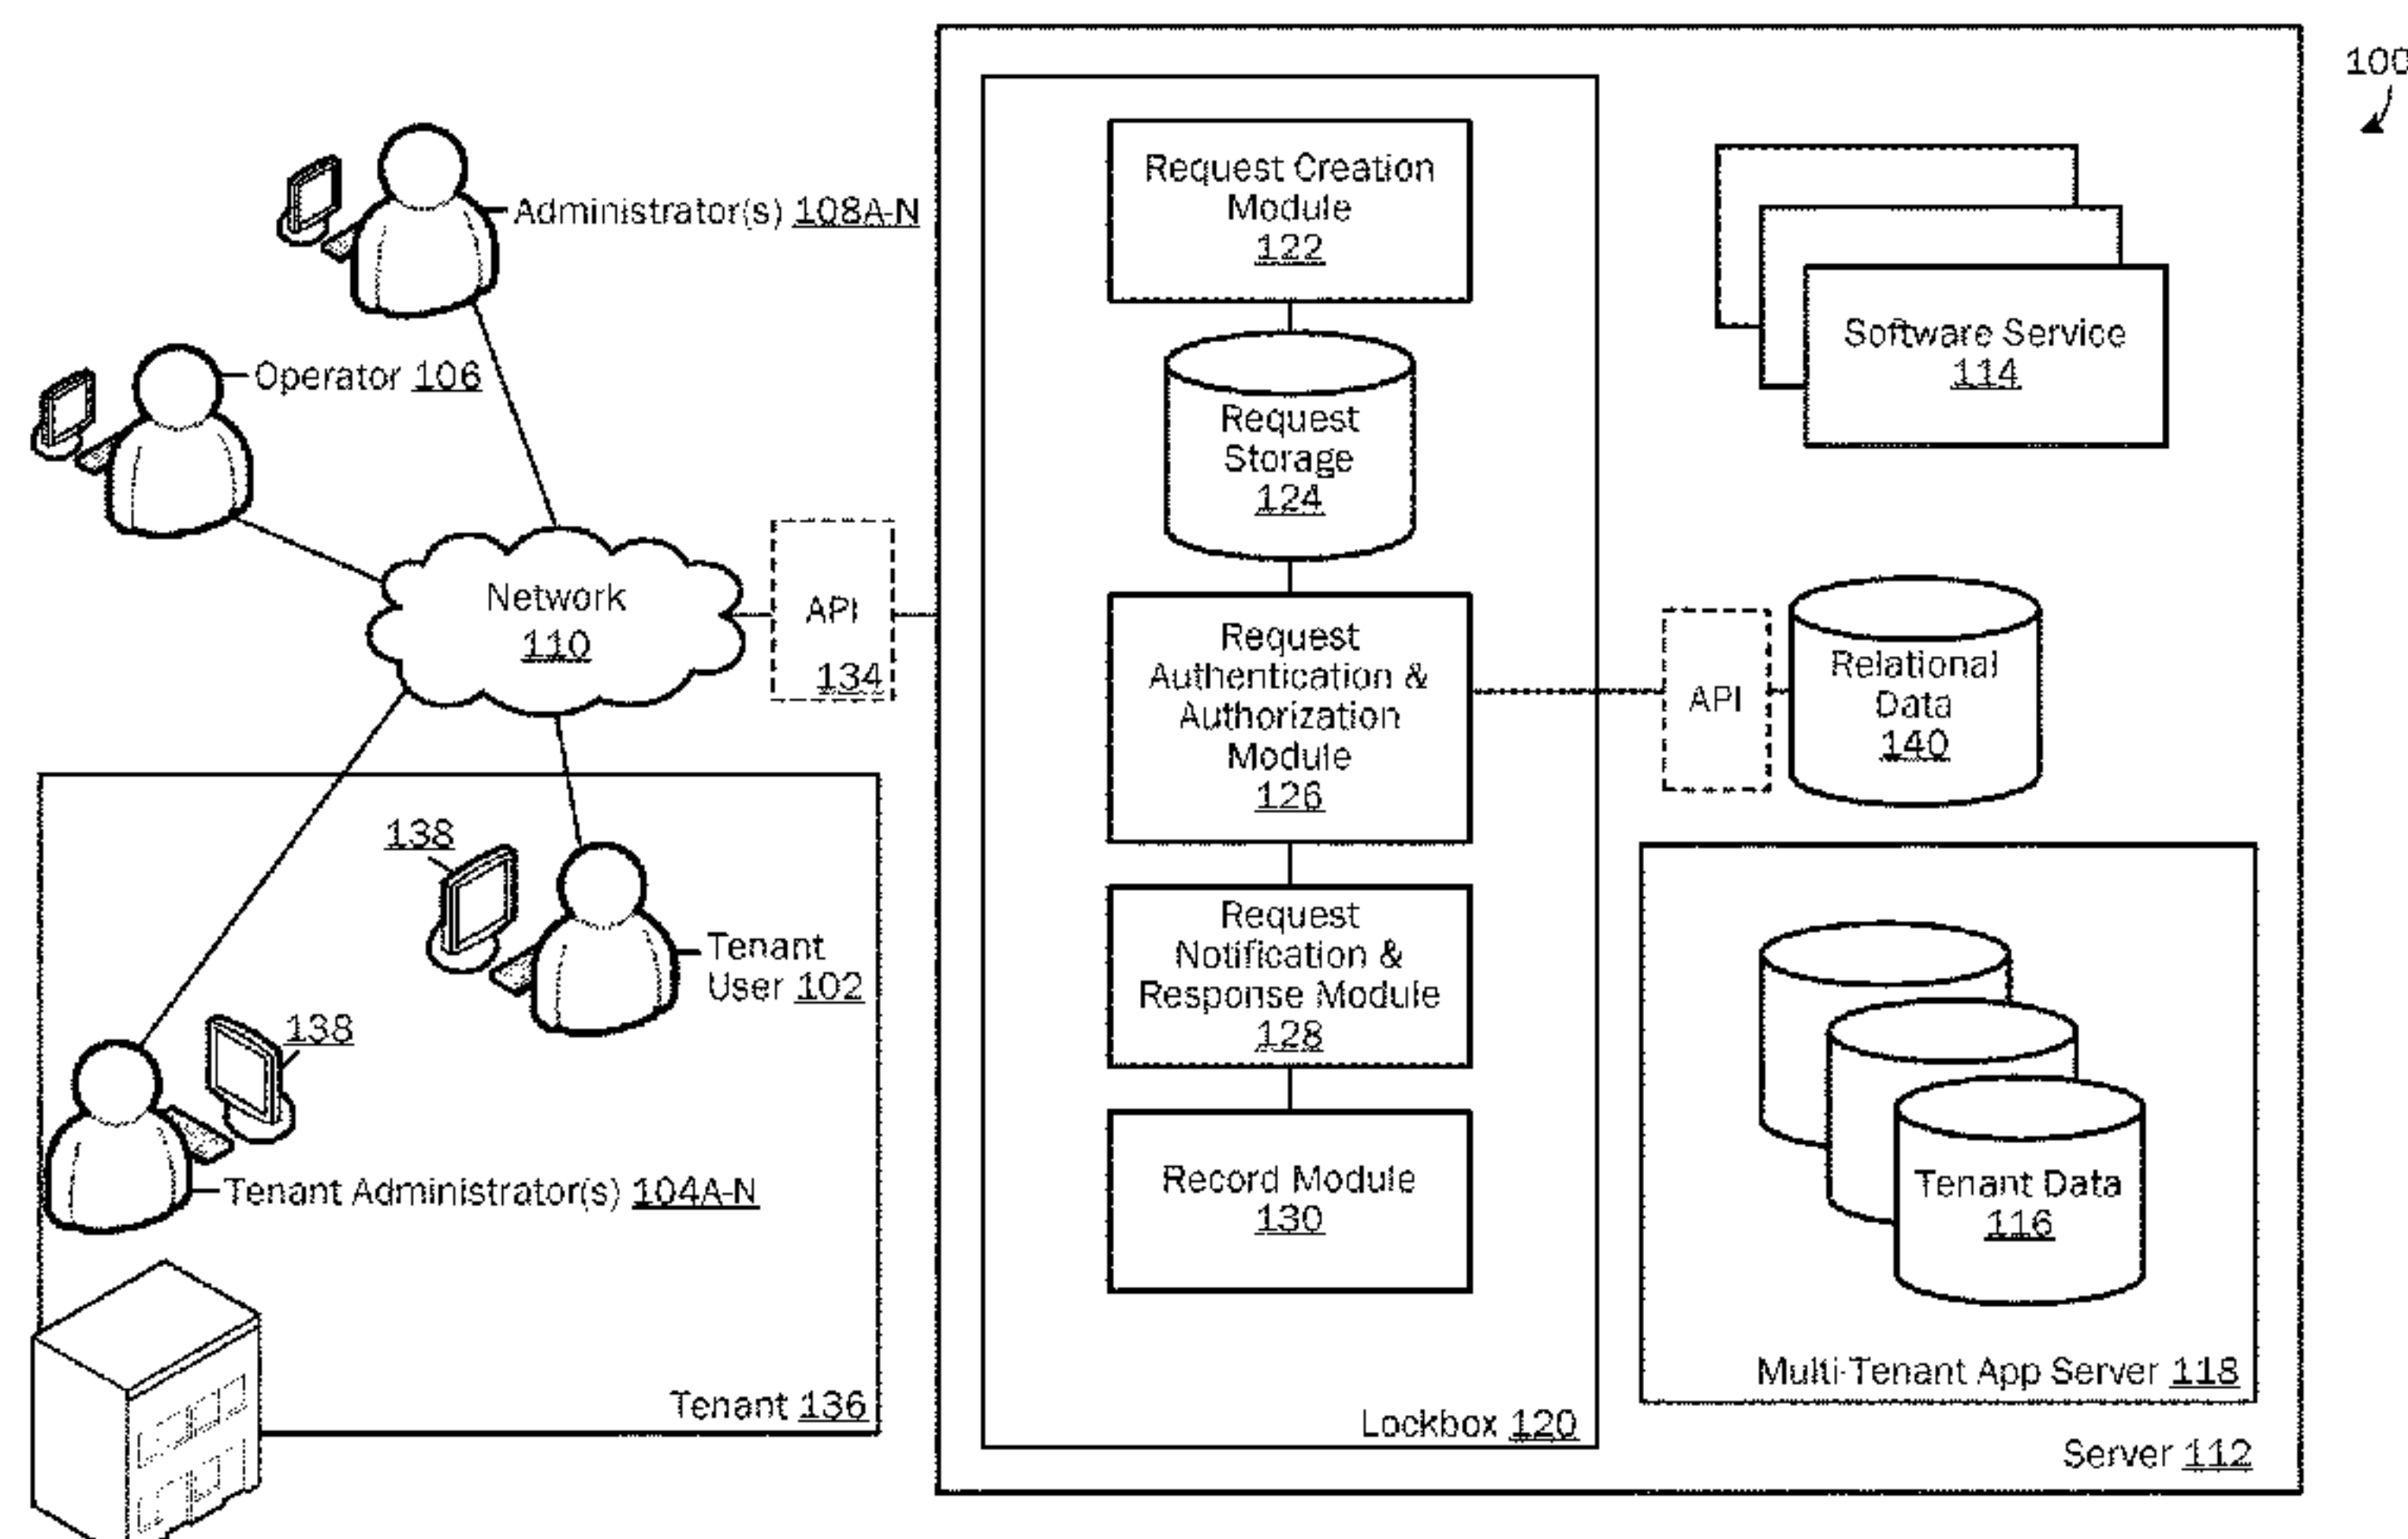 100
Administrator(s) 108A-N
Operator 106
Network
110
API
134
138
Tenant
User 102
138
Tenant Administrator(s) 104A-N
Tenant 136
Request Creation
Module
122
Request
Storage
124
Request
Authentication &
Authorization
Module
126
Request
Notification &
Response Module
128
Record Module
130
Lockbox 120
Software Service
114
API
Relational
Data
140
Tenant Data
116
Multi-Tenant App Server 118
Server 112